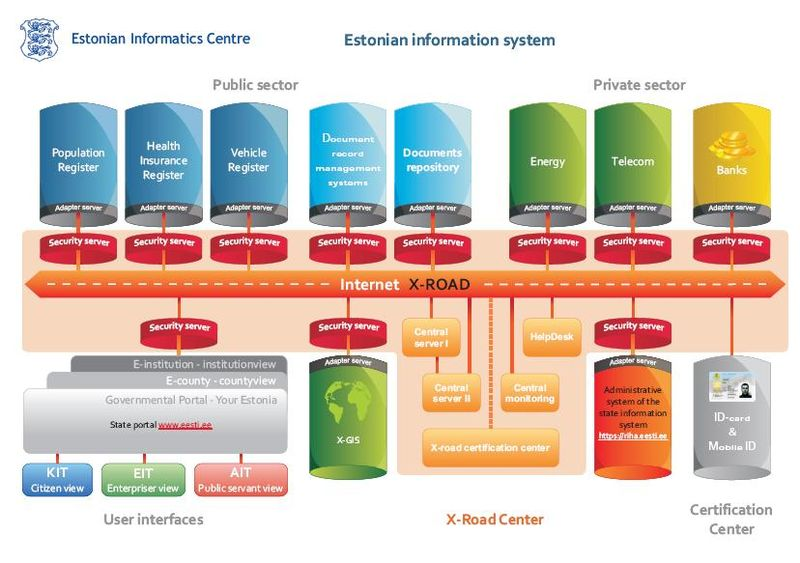 Estonian Informatics Centre
Estonian information system
Public sector
Private sector
Population
Register
Health
Insurance
Register
Vehicle
Register
Document
record
management
systems
Documents
repository
Energy
Telecom
Banks
Adapter server
Adapter server
Adapter server
Adapter server
Adapter server
Adapter server
Adapter server
Adapter server
Security server
Security server
Security server
Security server
Security server
Security server
Security server
Security server
Internet X-ROAD
Security server
Security server
Central
server I
HelpDesk
Security server
E-institution - institutionview
E-county - countyview
Governmental Portal - Your Estonia
State portal www.eesti.ee
Adapter server
X-GIS
Central
server II
Central
monitoring
X-road certification center
Adapter server
Administrative
system of the
state information
system
https://riha.eesti.ee
ID-card
&
Mobile ID
KIT
Citizen view
EIT
Enterpriser view
AIT
Public servant view
User interfaces
X-Road Center
Certification
Center